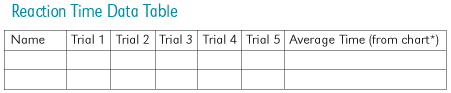 Reaction Time Data Table
Name Trial 1 Trial 2 Trial 3 Trial 4 Trial 5 Average Time (from chart*)